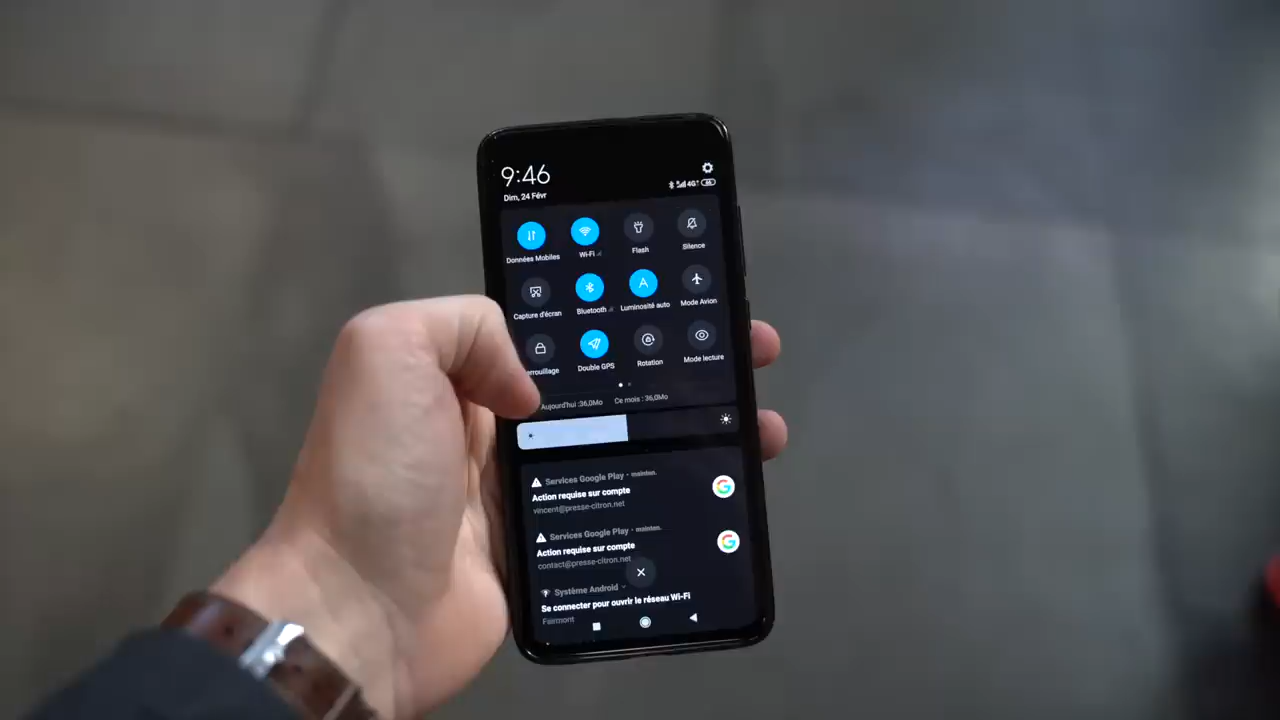 9:46
Dim, 24 Févr
4G+
Données Mobiles
Wi-Fi
Flash
Silence
Capture d'écran
Bluetooth
Luminosité auto
Mode Avion
Double GPS
Rotation
Mode lecture
Aujourd'hui :36,0Mo Ce mois : 36,0Mo
Services Google Play • mainten.
Action requise sur compte
vincent@presse-citron.net
Services Google Play • mainten.
Action requise sur compte
contact@presse-citron.net
Système Android
Se connecter pour ouvrir le réseau Wi-Fi
Fairmont